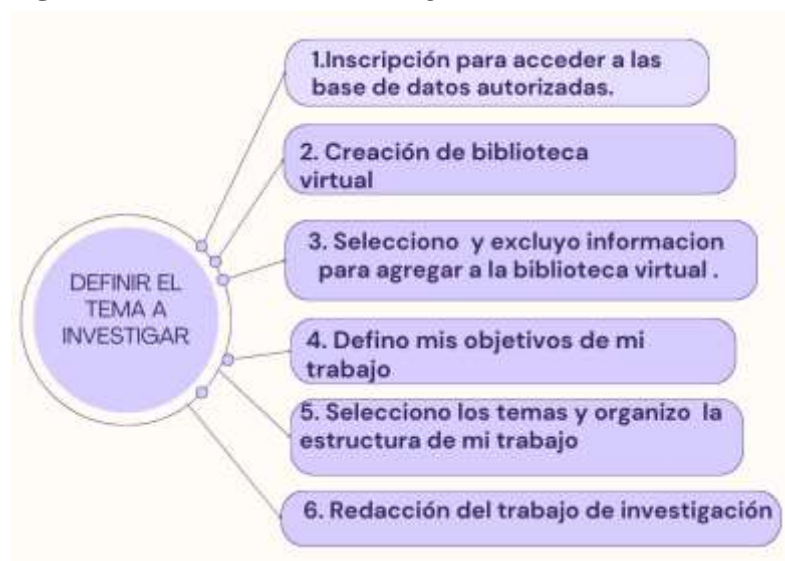 1.Inscripción para acceder a las
base de datos autorizadas.
2. Creación de biblioteca
virtual
3. Selecciono y excluyo informacion
para agregar a la biblioteca virtual .
DEFINIR EL
TEMA A
INVESTIGAR
4. Defino mis objetivos de mi
trabajo
5. Selecciono los temas y organizo la
estructura de mi trabajo
6. Redacción del trabajo de investigación